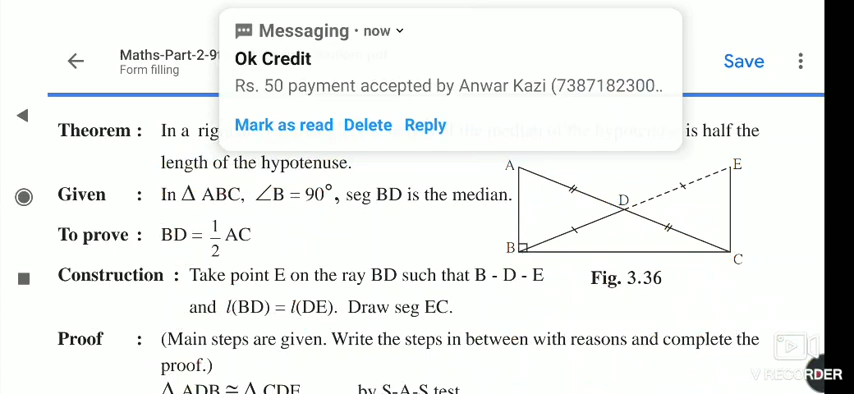 Messaging • now
Ok Credit
Rs. 50 payment accepted by Anwar Kazi (7387182300..
Mark as read Delete Reply
Maths-Part-2-9
Form filling
Save
Theorem : In a rig is half the
length of the hypotenuse.
Given : In Δ ABC, ∠B = 90°, seg BD is the median.
To prove : BD = 1/2 AC
Construction : Take point E on the ray BD such that B - D - E
and l(BD) = l(DE). Draw seg EC.
A
E
D
B
C
Fig. 3.36
Proof : (Main steps are given. Write the steps in between with reasons and complete the
proof.)
Δ ADB ≅ Δ CDE by S-A-S test
V RECORDER